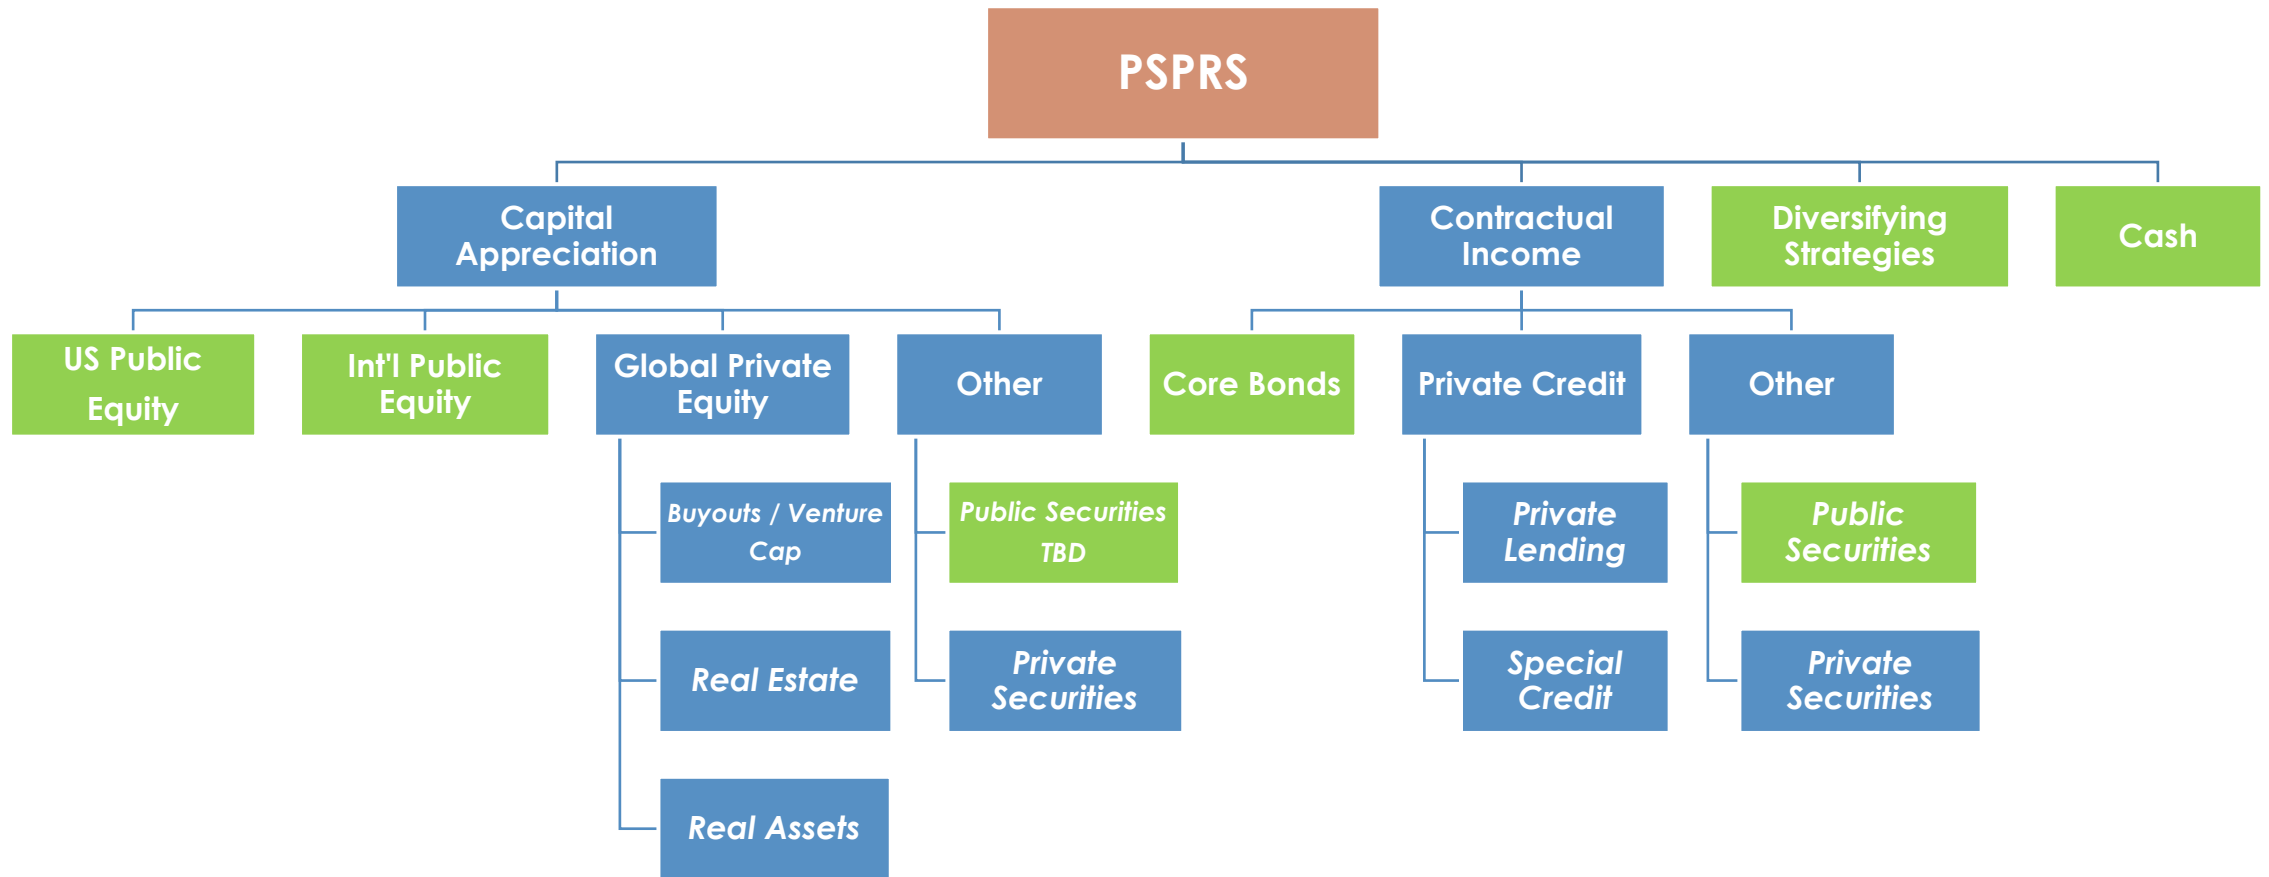 PSPRS
Capital
Appreciation
Contractual
Income
Diversifying
Strategies
Cash
US Public
Equity
Int'l Public
Equity
Global Private
Equity
Other
Core Bonds
Private Credit
Other
Buyouts / Venture
Cap
Public Securities
TBD
Private
Lending
Public
Securities
Real Estate
Private
Securities
Special
Credit
Private
Securities
Real Assets